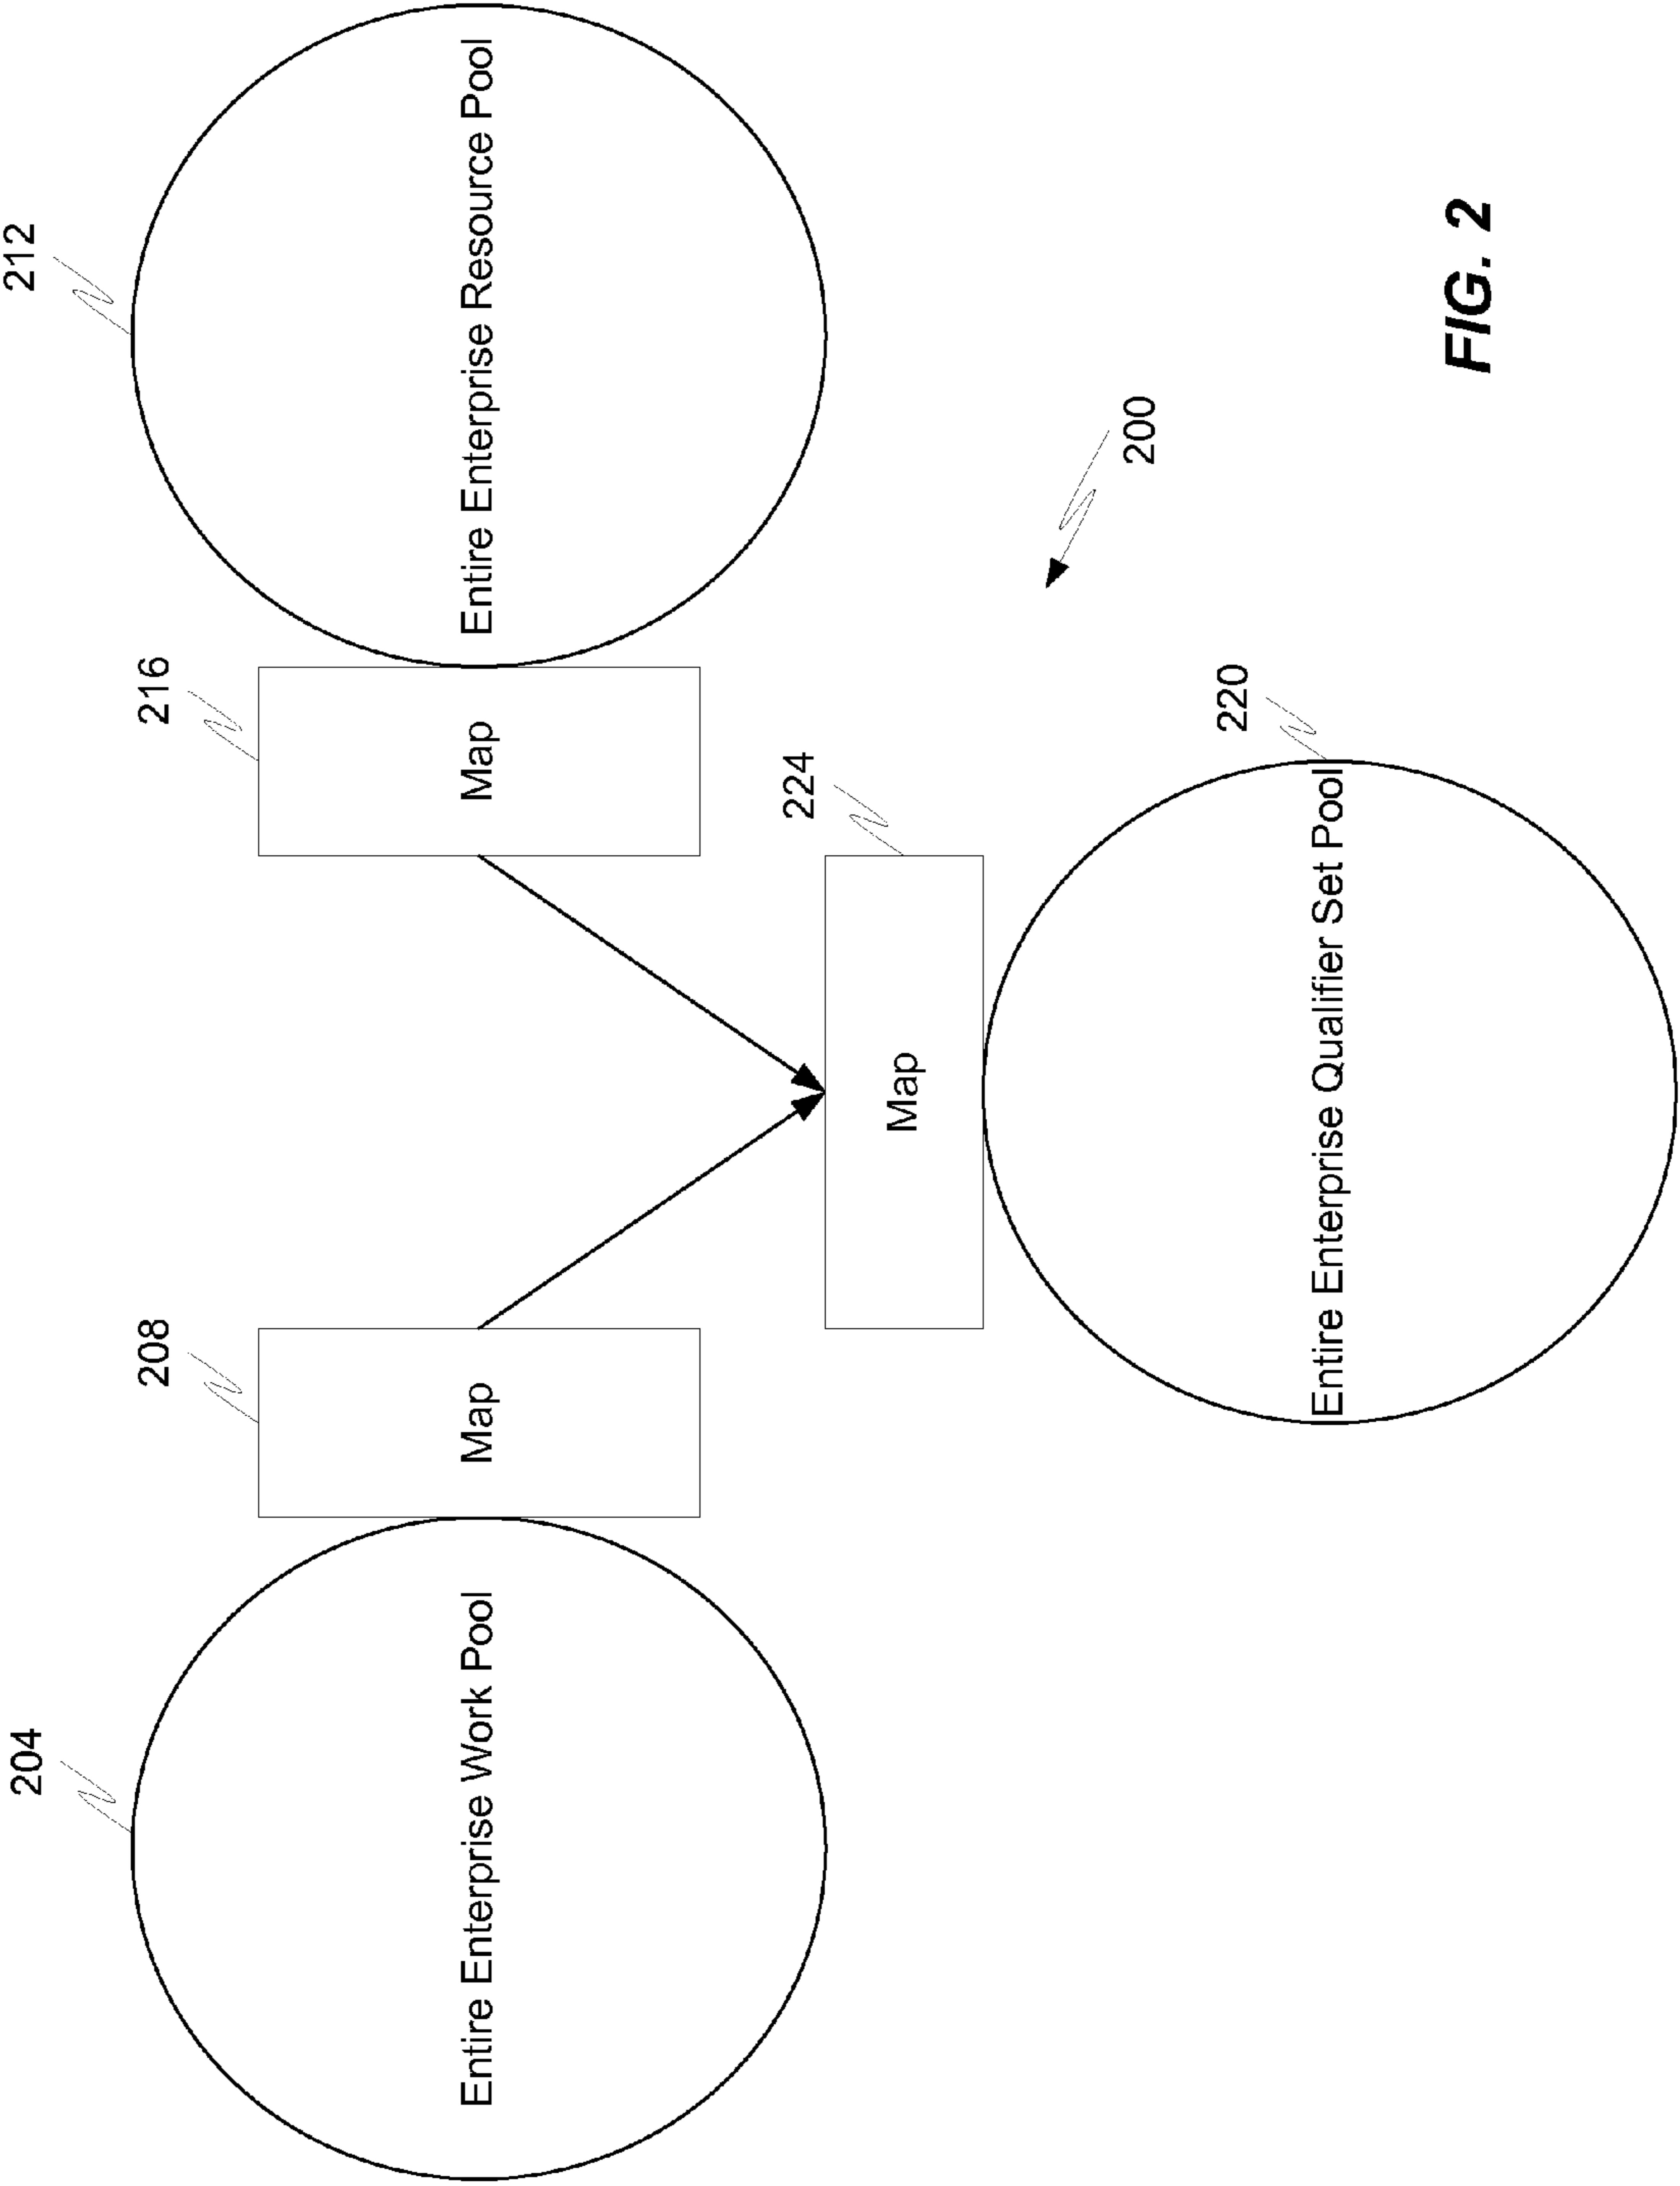 204
208
216
212
Entire Enterprise Work Pool
Map
Map
Entire Enterprise Resource Pool
224
Map
200
220
Entire Enterprise Qualifier Set Pool
FIG. 2